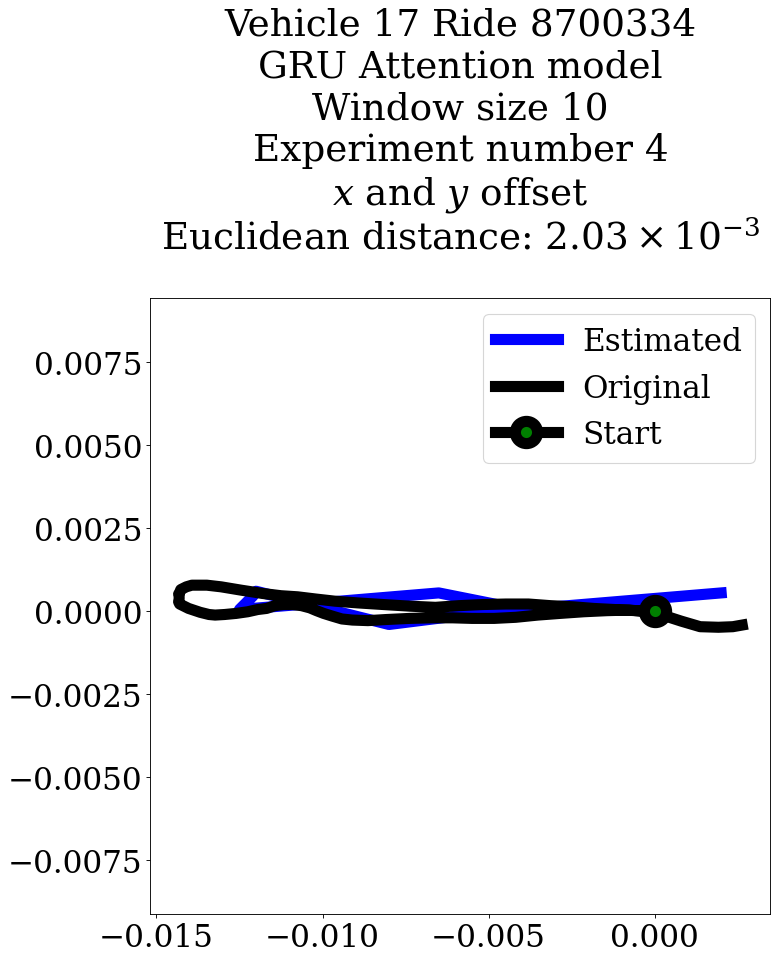 Vehicle 17 Ride 8700334
GRU Attention model
Window size 10
Experiment number 4
x and y offset
Euclidean distance: 2.03 × 10⁻³
Estimated
Original
Start
0.0075
0.0050
0.0025
0.0000
−0.0025
−0.0050
−0.0075
−0.015 −0.010 −0.005 0.000